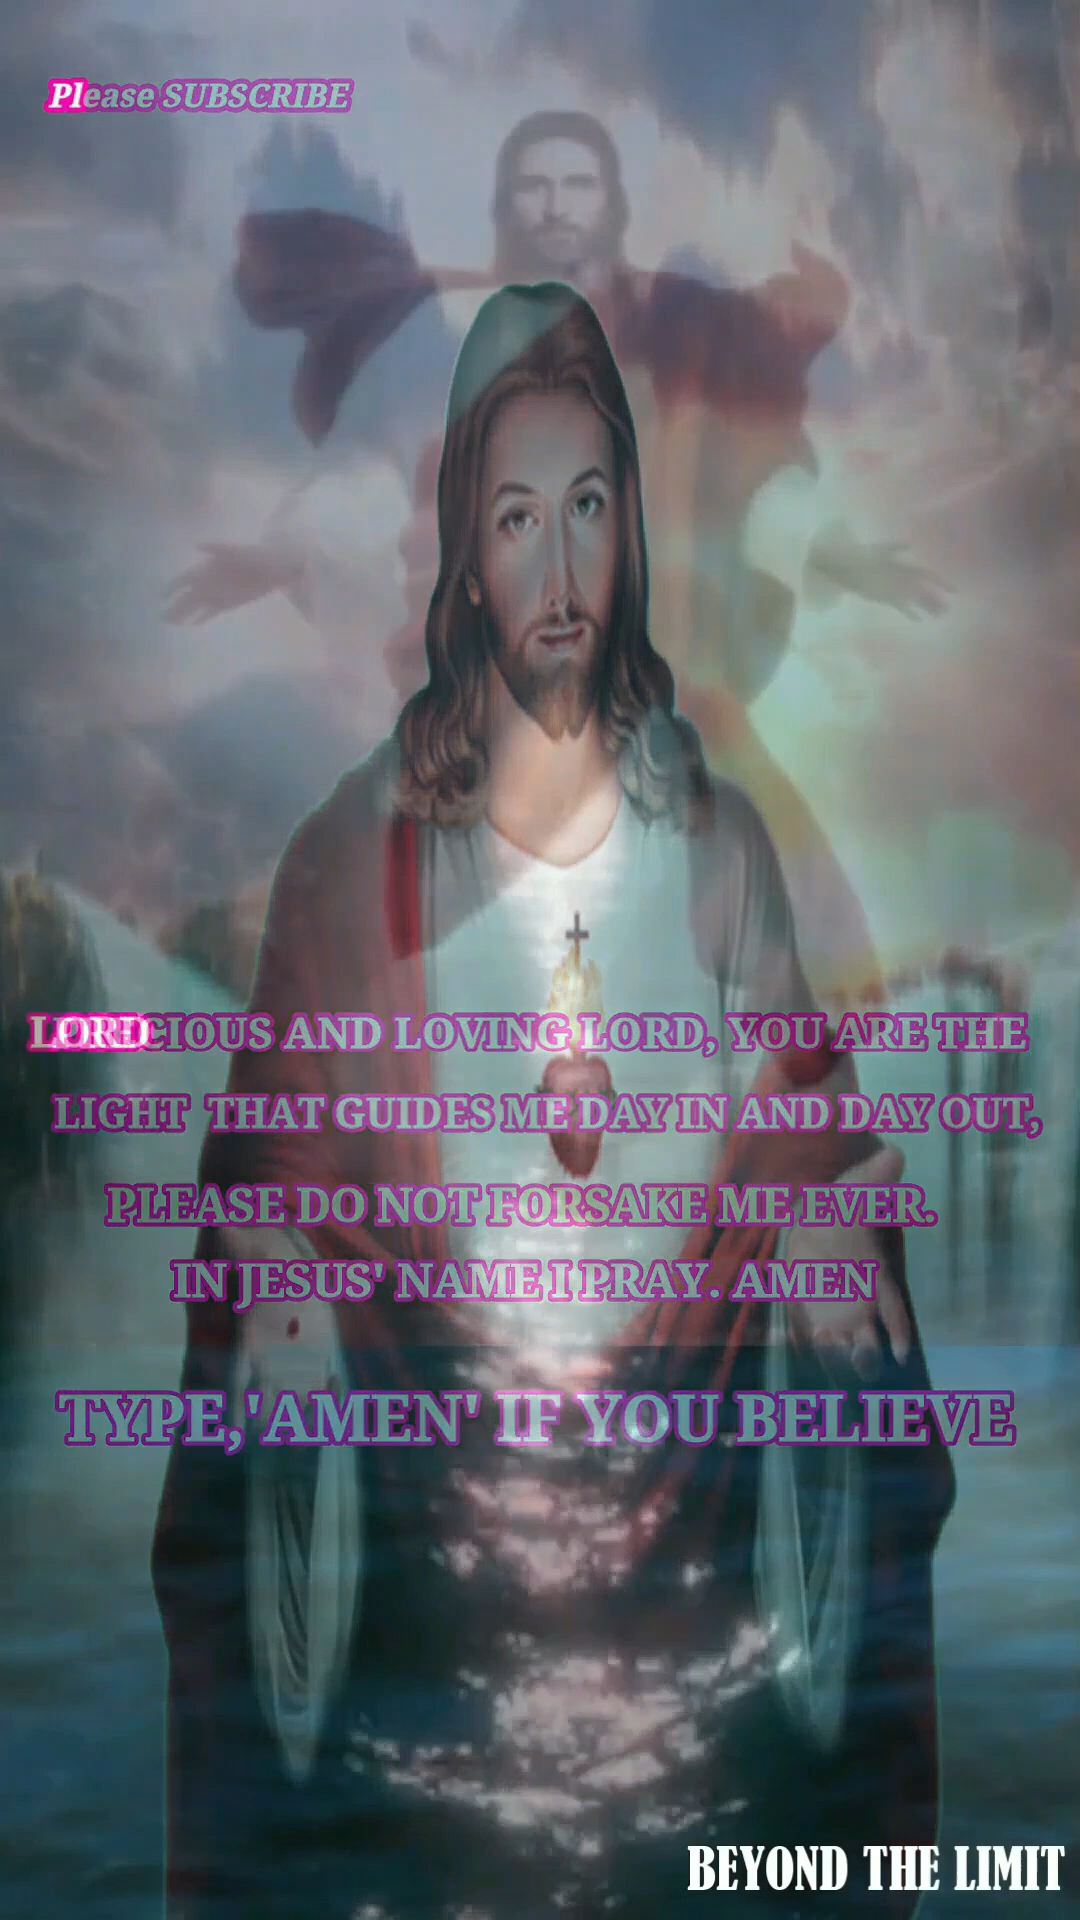 Please SUBSCRIBE
LORD
CIOUS AND LOVING LORD, YOU ARE THE
LIGHT THAT GUIDES ME DAY IN AND DAY OUT,
PLEASE DO NOT FORSAKE ME EVER.
IN JESUS' NAME I PRAY. AMEN
TYPE, 'AMEN' IF YOU BELIEVE
BEYOND THE LIMIT